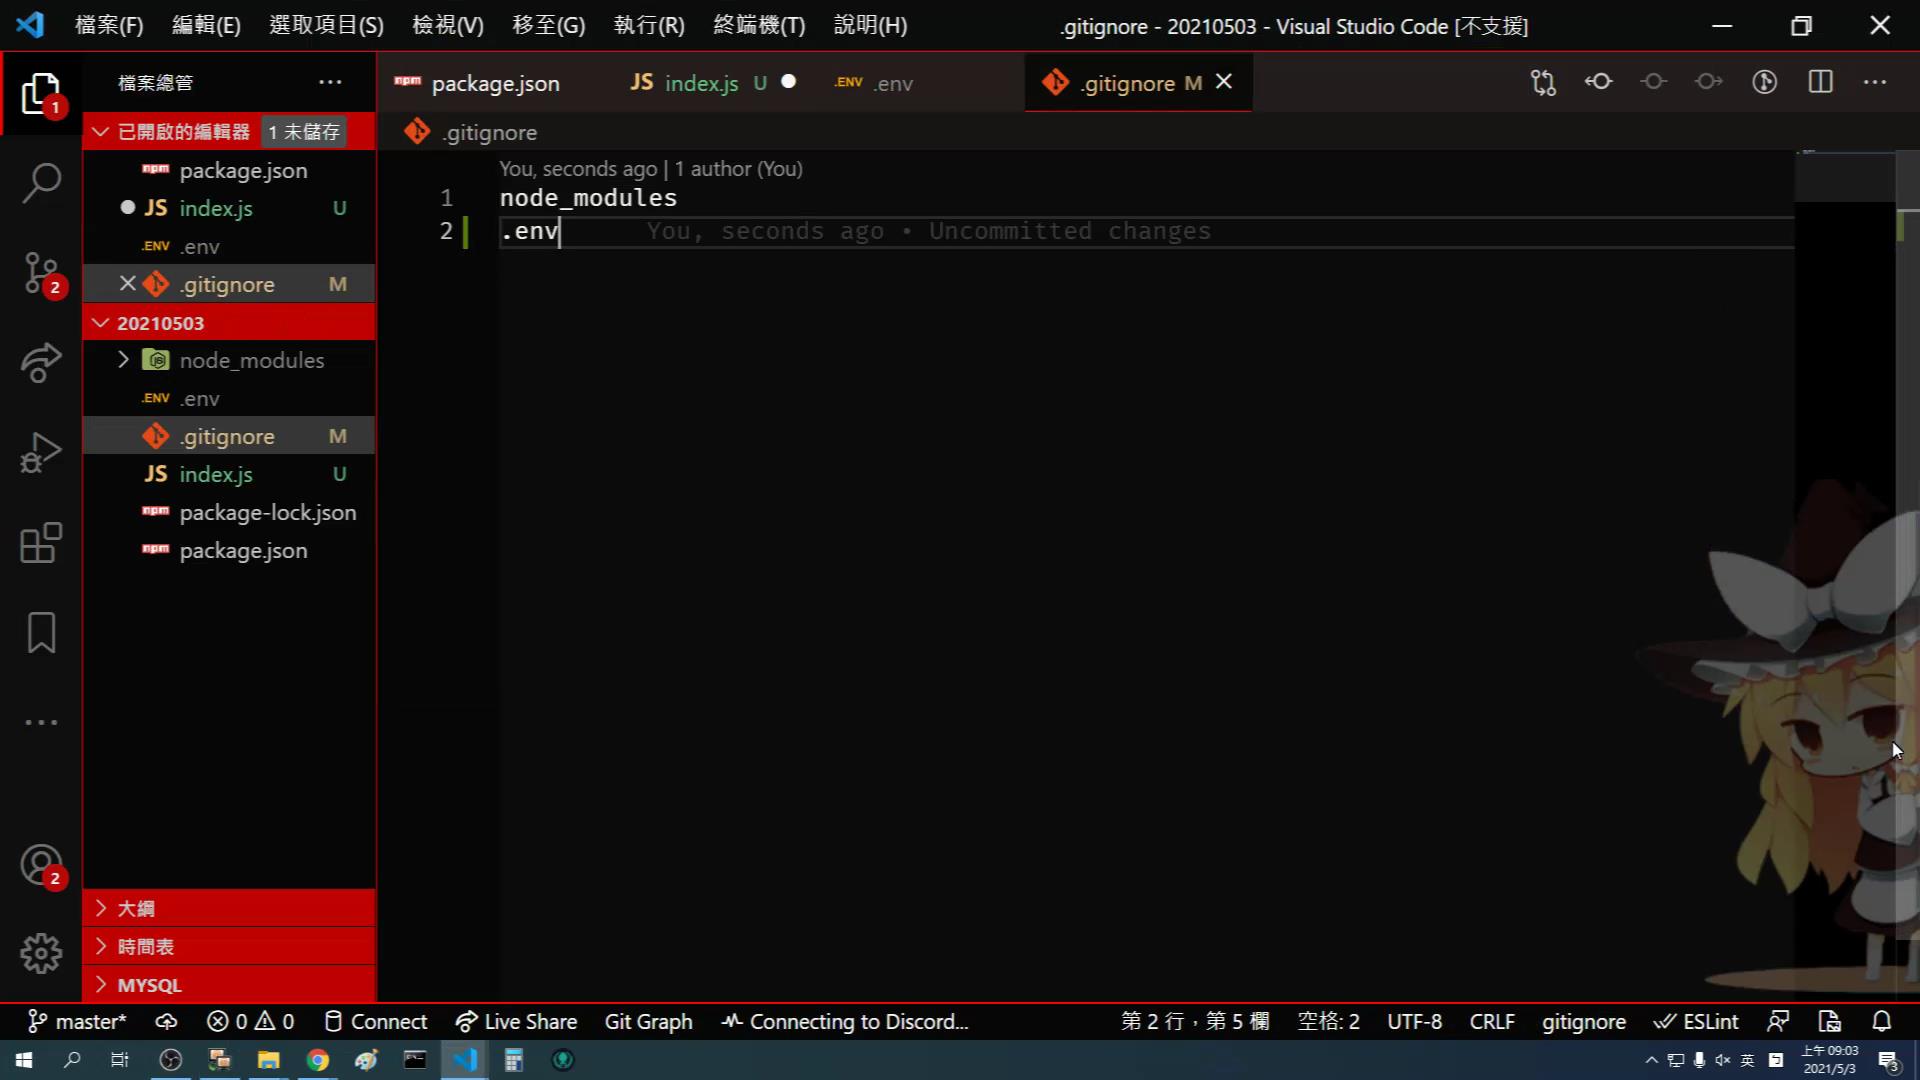 檔案(F) 編輯(E) 選取項目(S) 檢視(V) 移至(G) 執行(R) 終端機(T) 說明(H) .gitignore - 20210503 - Visual Studio Code [不支援]
檔案總管 ...
npm package.json JS index.js U .ENV .env .gitignore M
1
已開啟的編輯器 1 未儲存
.gitignore
npm package.json
JS index.js U
.ENV .env
.gitignore M
2
20210503
node_modules
.ENV .env
.gitignore M
JS index.js U
npm package-lock.json
npm package.json
You, seconds ago | 1 author (You)
1 node_modules
2 .env You, seconds ago • Uncommitted changes
2
大綱
時間表
MYSQL
master* 0 0 Connect Live Share Git Graph Connecting to Discord... 第 2 行，第 5 欄 空格: 2 UTF-8 CRLF gitignore ESLint
英 上午 09:03
2021/5/3 3